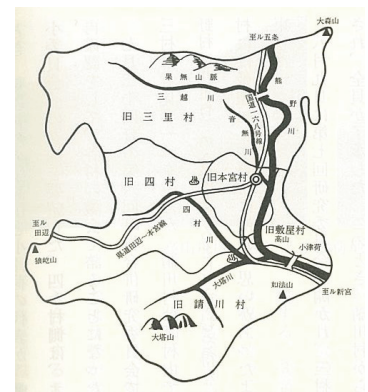 大森山
至ル五条
果無山脈
熊野川
三越川
国道一六八号線
音無川
旧三里村
旧四村
旧本宮村
至ル田辺
県道田辺一本宮線
四村川
旧敷屋村
高山
小津荷
大塔川
如法山
至ル新宮
旧請川村
大塔山